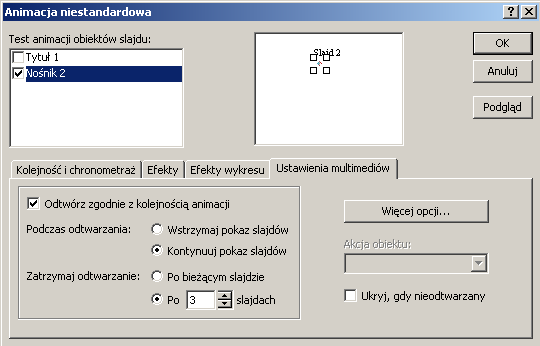 Animacja niestandardowa
Test animacji obiektów slajdu:
Tytuł 1
Nośnik 2
Slajd 2
OK
Anuluj
Podgląd
Kolejność i chronometraż Efekty Efekty wykresu Ustawienia multimediów
Odtwórz zgodnie z kolejnością animacji
Podczas odtwarzania: Wstrzymaj pokaz slajdów
Kontynuuj pokaz slajdów
Zatrzymaj odtwarzanie: Po bieżącym slajdzie
Po 3 slajdach
Więcej opcji...
Akcja obiektu:
Ukryj, gdy nieodtwarzany